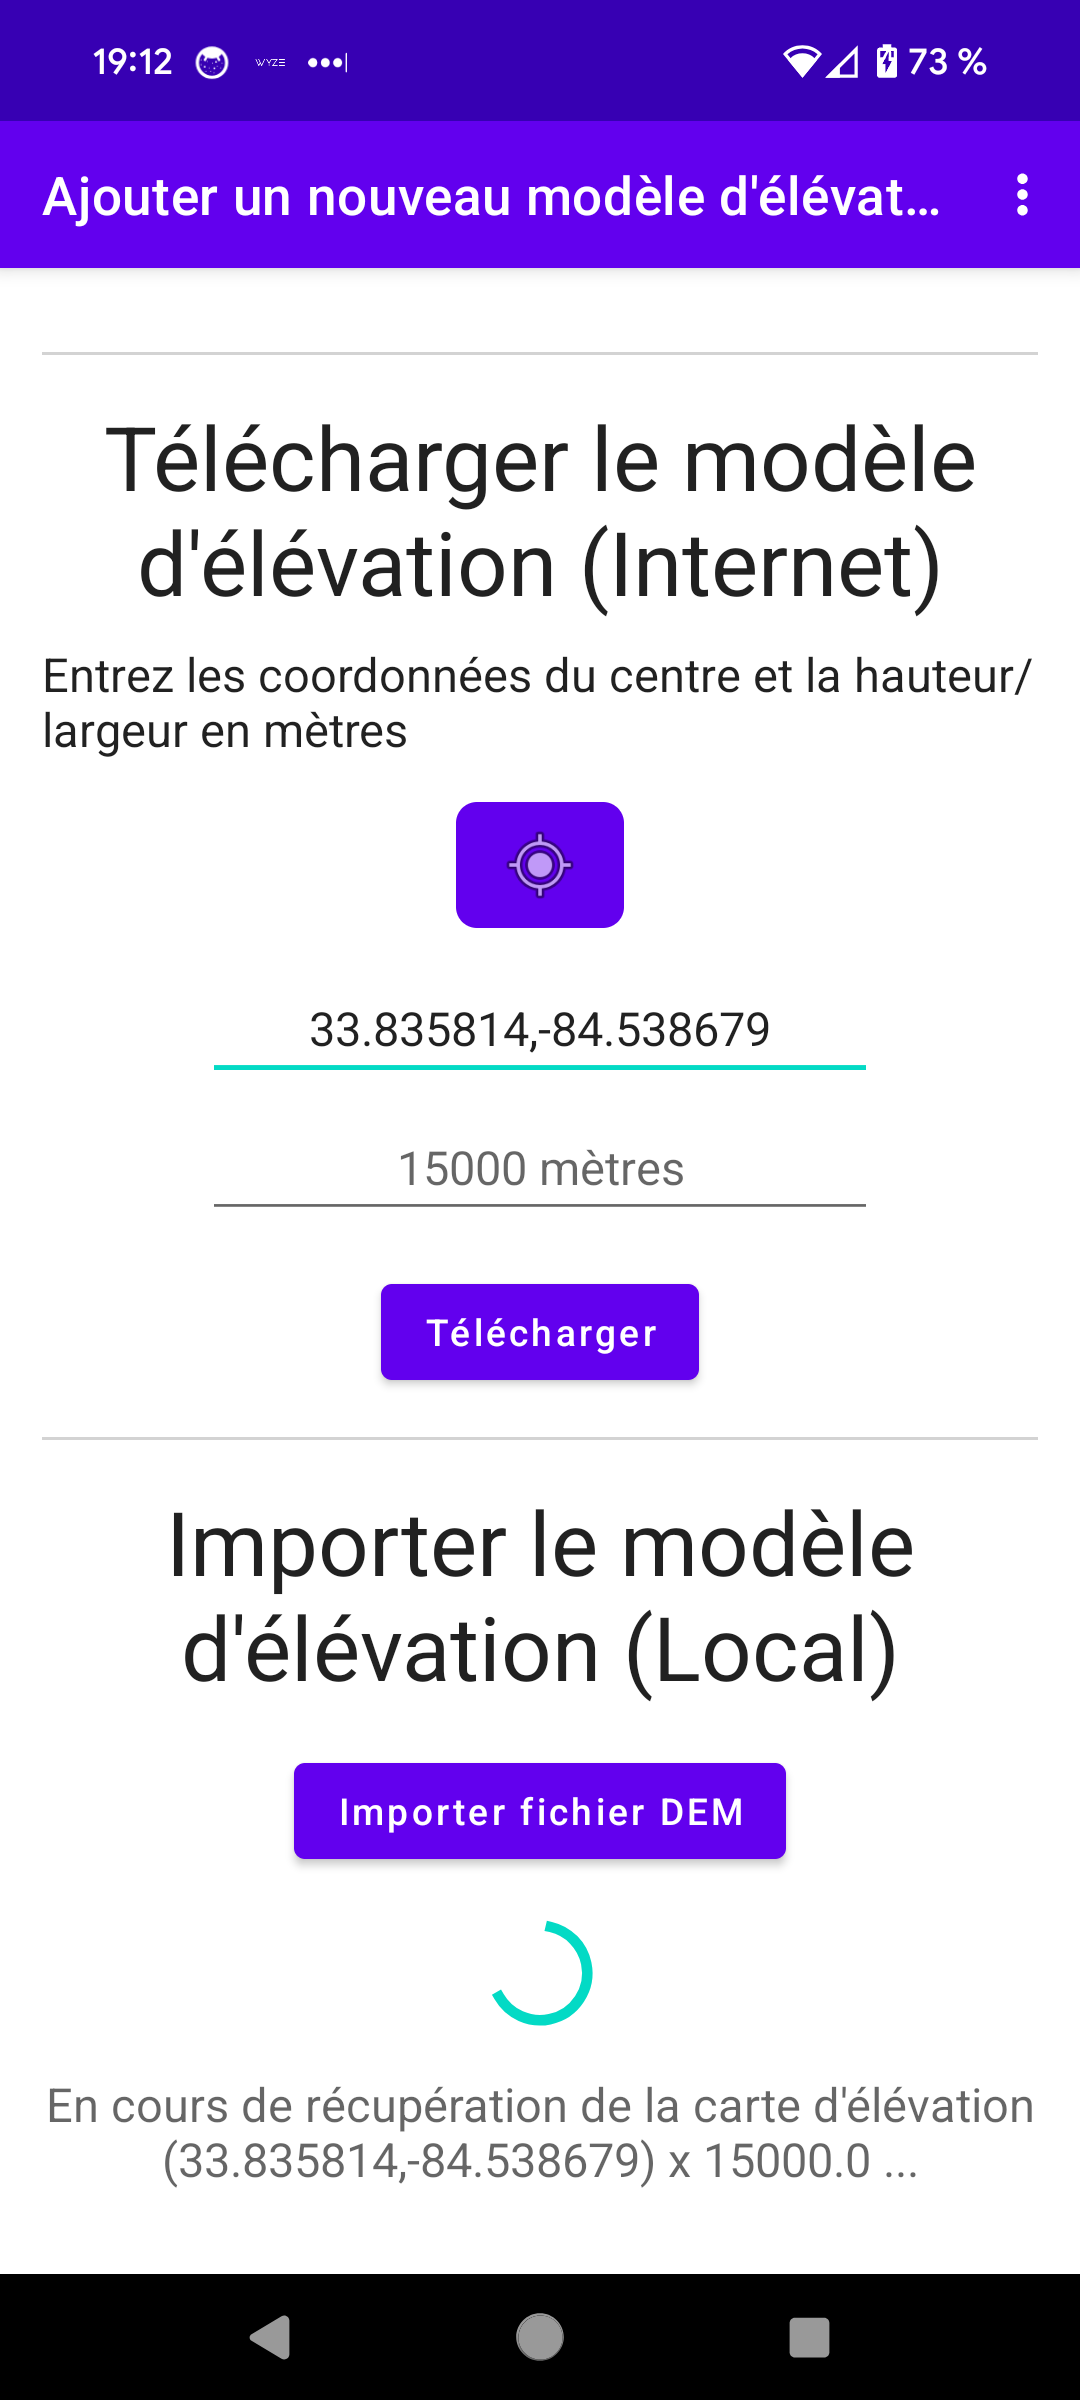 19:12 WYZE 73 %
Ajouter un nouveau modèle d'élévat...
Télécharger le modèle
d'élévation (Internet)
Entrez les coordonnées du centre et la hauteur/
largeur en mètres
33.835814,-84.538679
15000 mètres
Télécharger
Importer le modèle
d'élévation (Local)
Importer fichier DEM
En cours de récupération de la carte d'élévation
(33.835814,-84.538679) x 15000.0 ...